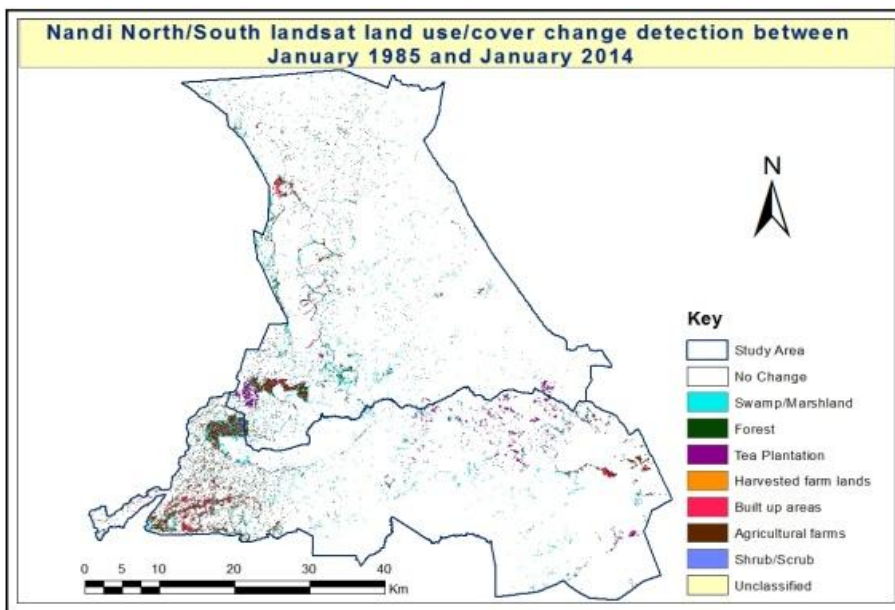 Nandi North/South landsat land use/cover change detection between
January 1985 and January 2014
N
Key
Study Area
No Change
Swamp/Marshland
Forest
Tea Plantation
Harvested farm lands
Built up areas
Agricultural farms
Shrub/Scrub
Unclassified
0 5 10 20 30 40
Km